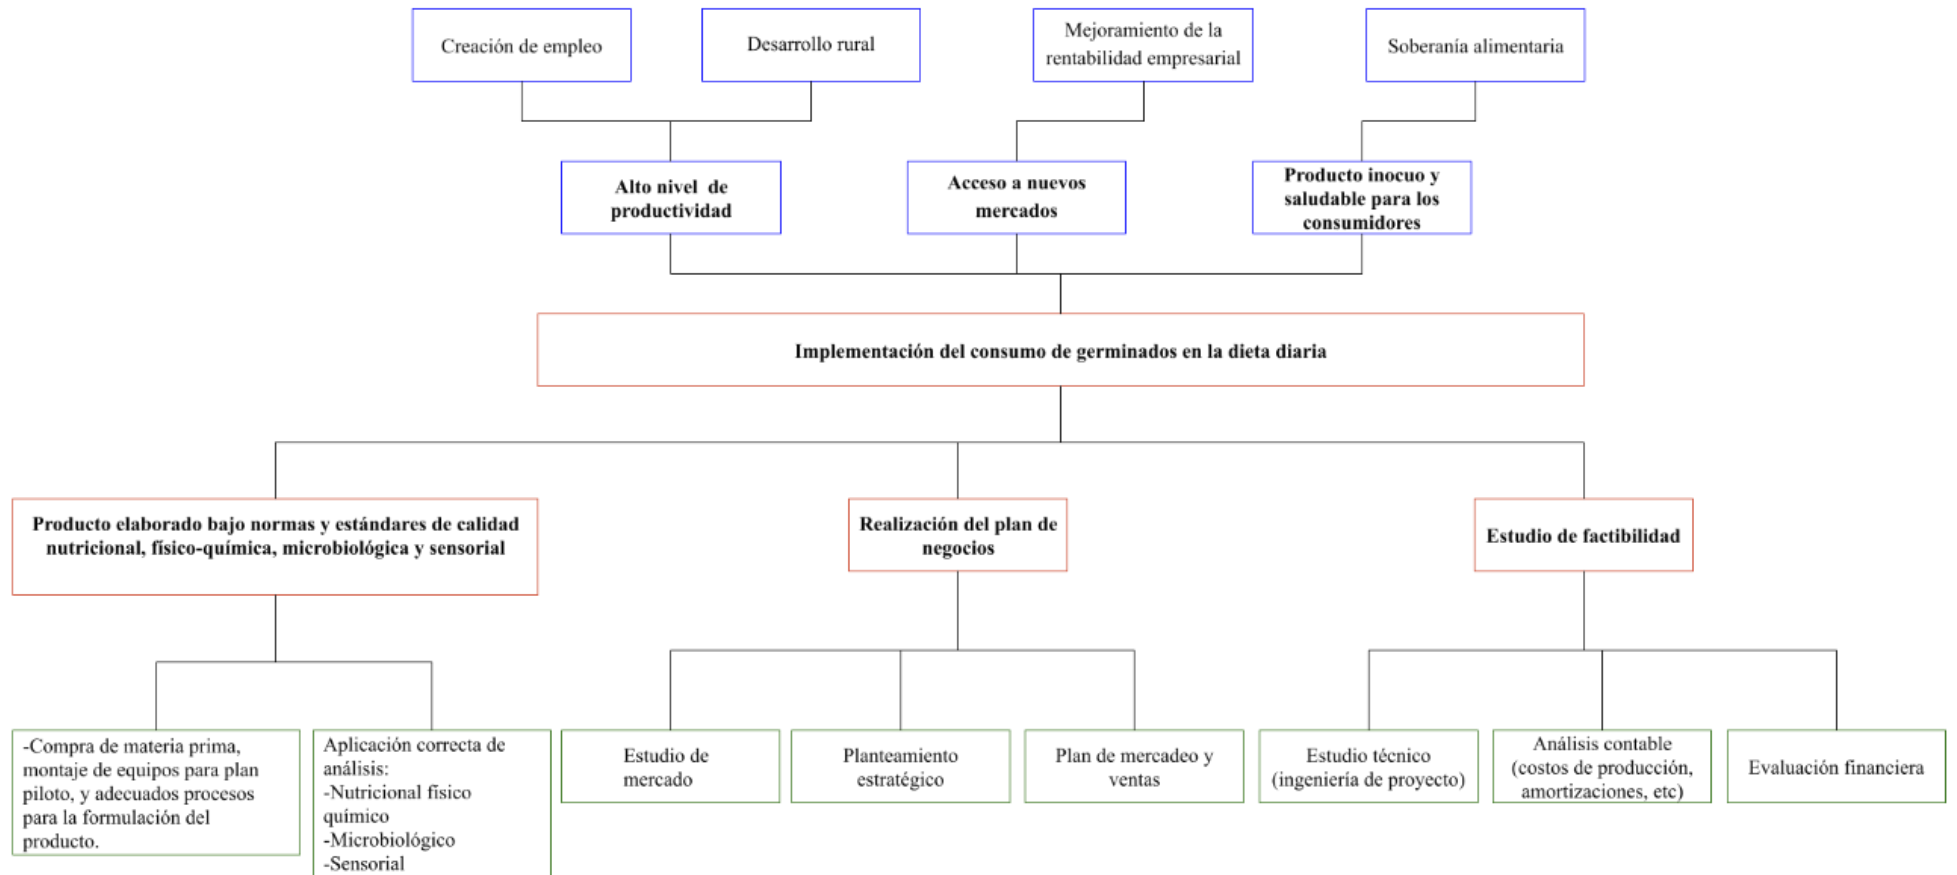 Creación de empleo
Desarrollo rural
Mejoramiento de la
rentabilidad empresarial
Soberanía alimentaria
Alto nivel  de
productividad
Acceso a nuevos
mercados
Producto inocuo y
saludable para los
consumidores
Implementación del consumo de germinados en la dieta diaria
Producto elaborado bajo normas y estándares de calidad
nutricional, físico-química, microbiológica y sensorial
Realización del plan de
negocios
Estudio de factibilidad
-Compra de materia prima,
montaje de equipos para plan
piloto, y adecuados procesos
para la formulación del
producto.
Aplicación correcta de
análisis:
-Nutricional físico
químico
-Microbiológico
-Sensorial
Estudio de
mercado
Planteamiento
estratégico
Plan de mercadeo y
ventas
Estudio técnico
(ingeniería de proyecto)
Análisis contable
(costos de producción,
amortizaciones, etc)
Evaluación financiera